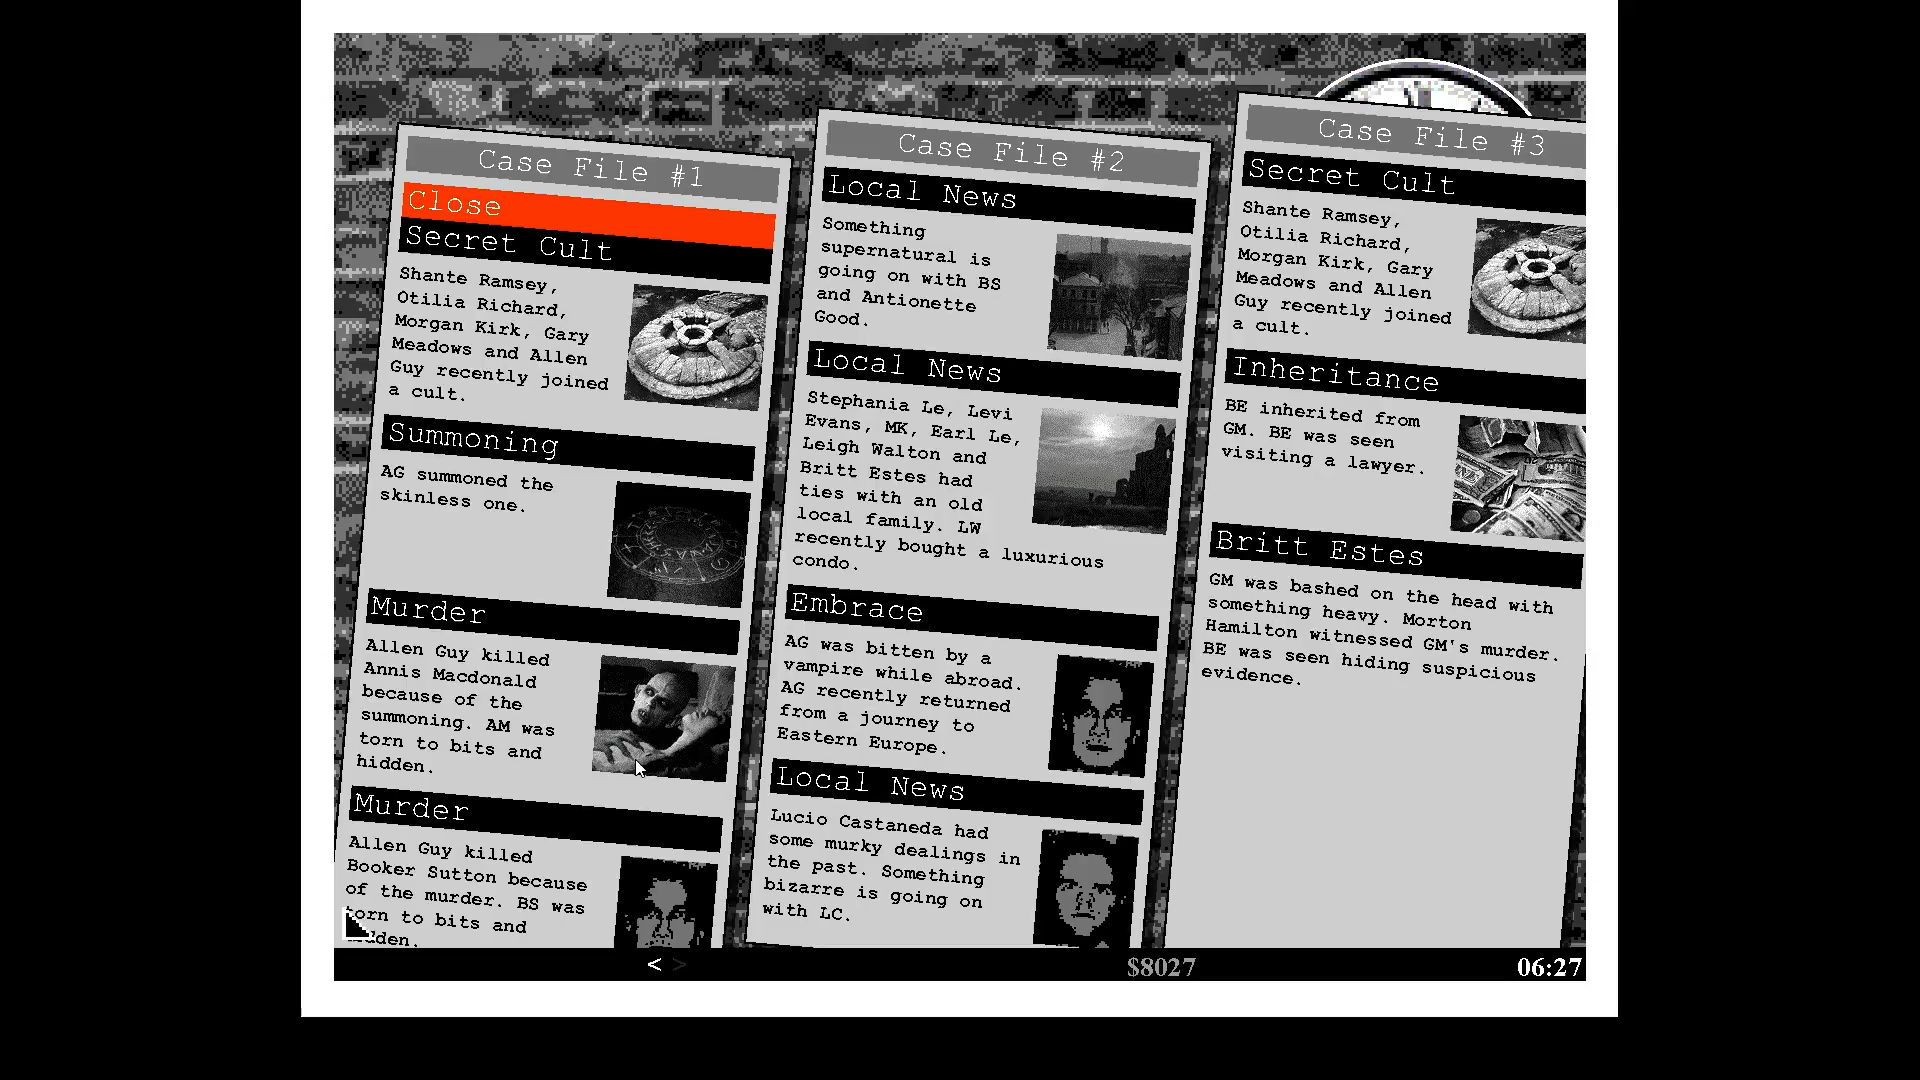 Case File #1
Close
Secret Cult
Shante Ramsey,
Otilia Richard,
Morgan Kirk, Gary
Meadows and Allen
Guy recently joined
a cult.
Summoning
AG summoned the
skinless one.
Murder
Allen Guy killed
Annis Macdonald
because of the
summoning. AM was
torn to bits and
hidden.
Murder
Allen Guy killed
Booker Sutton because
of the murder. BS was
torn to bits and
hidden.
Case File #2
Local News
Something
supernatural is
going on with BS
and Antionette
Good.
Local News
Stephania Le, Levi
Evans, MK, Earl Le,
Leigh Walton and
Britt Estes had
ties with an old
local family. LW
recently bought a luxurious
condo.
Embrace
AG was bitten by a
vampire while abroad.
AG recently returned
from a journey to
Eastern Europe.
Local News
Lucio Castaneda had
some murky dealings in
the past. Something
bizarre is going on
with LC.
Case File #3
Secret Cult
Shante Ramsey,
Otilia Richard,
Morgan Kirk, Gary
Meadows and Allen
Guy recently joined
a cult.
Inheritance
BE inherited from
GM. BE was seen
visiting a lawyer.
Britt Estes
GM was bashed on the head with
something heavy. Morton
Hamilton witnessed GM's murder.
BE was seen hiding suspicious
evidence.
< >
$8027
06:27